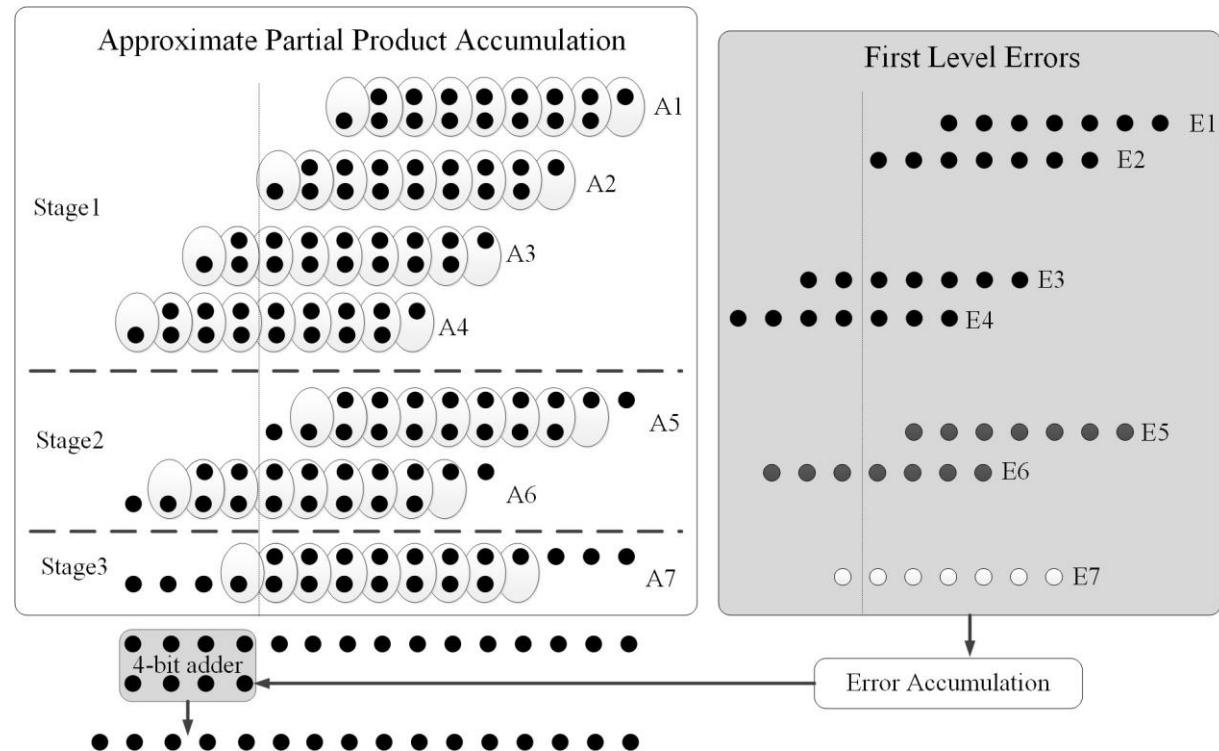 Approximate Partial Product Accumulation
A1
A2
Stage1
A3
A4
Stage2
A5
A6
Stage3
A7
4-bit adder
First Level Errors
E1
E2
E3
E4
E5
E6
E7
Error Accumulation